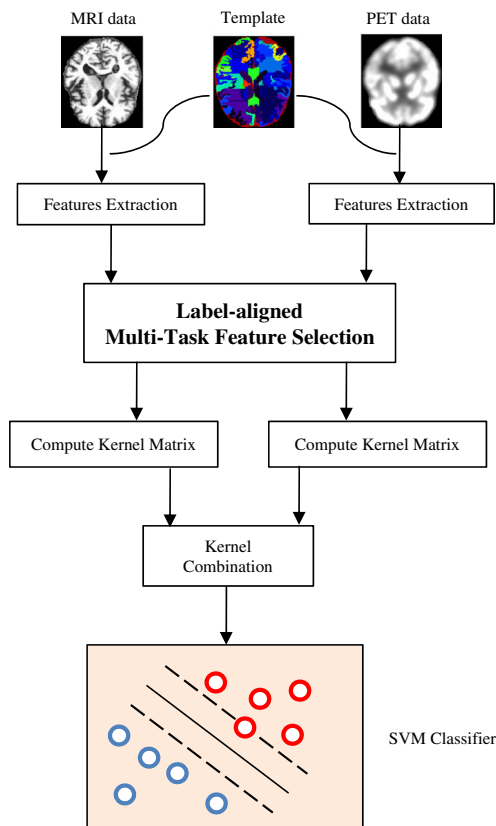 MRI data
Template
PET data
Features Extraction
Features Extraction
Label-aligned
Multi-Task Feature Selection
Compute Kernel Matrix
Compute Kernel Matrix
Kernel
Combination
SVM Classifier